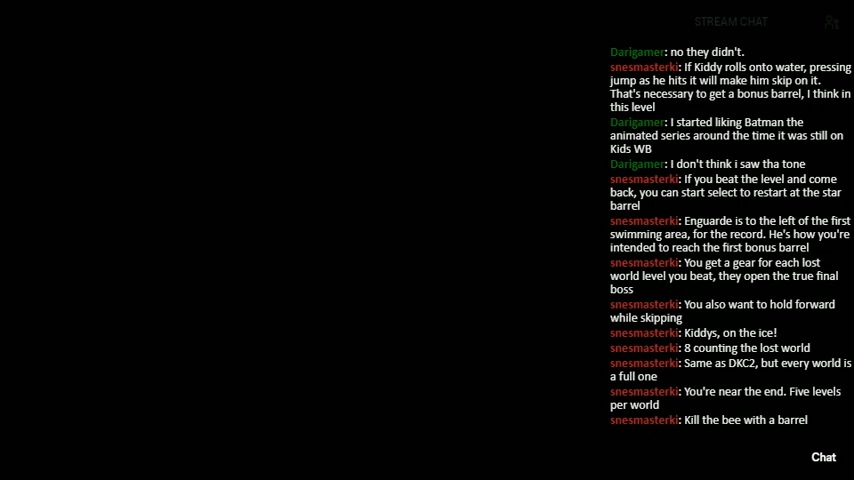 STREAM CHAT
Darigamer: no they didn't.
snesmasterki: If Kiddy rolls onto water, pressing
jump as he hits it will make him skip on it.
That's necessary to get a bonus barrel, I think in
this level
Darigamer: I started liking Batman the
animated series around the time it was still on
Kids WB
Darigamer: I don't think i saw tha tone
snesmasterki: If you beat the level and come
back, you can start select to restart at the star
barrel
snesmasterki: Enguarde is to the left of the first
swimming area, for the record. He's how you're
intended to reach the first bonus barrel
snesmasterki: You get a gear for each lost
world level you beat, they open the true final
boss
snesmasterki: You also want to hold forward
while skipping
snesmasterki: Kiddys, on the ice!
snesmasterki: 8 counting the lost world
snesmasterki: Same as DKC2, but every world is
a full one
snesmasterki: You're near the end. Five levels
per world
snesmasterki: Kill the bee with a barrel
Chat